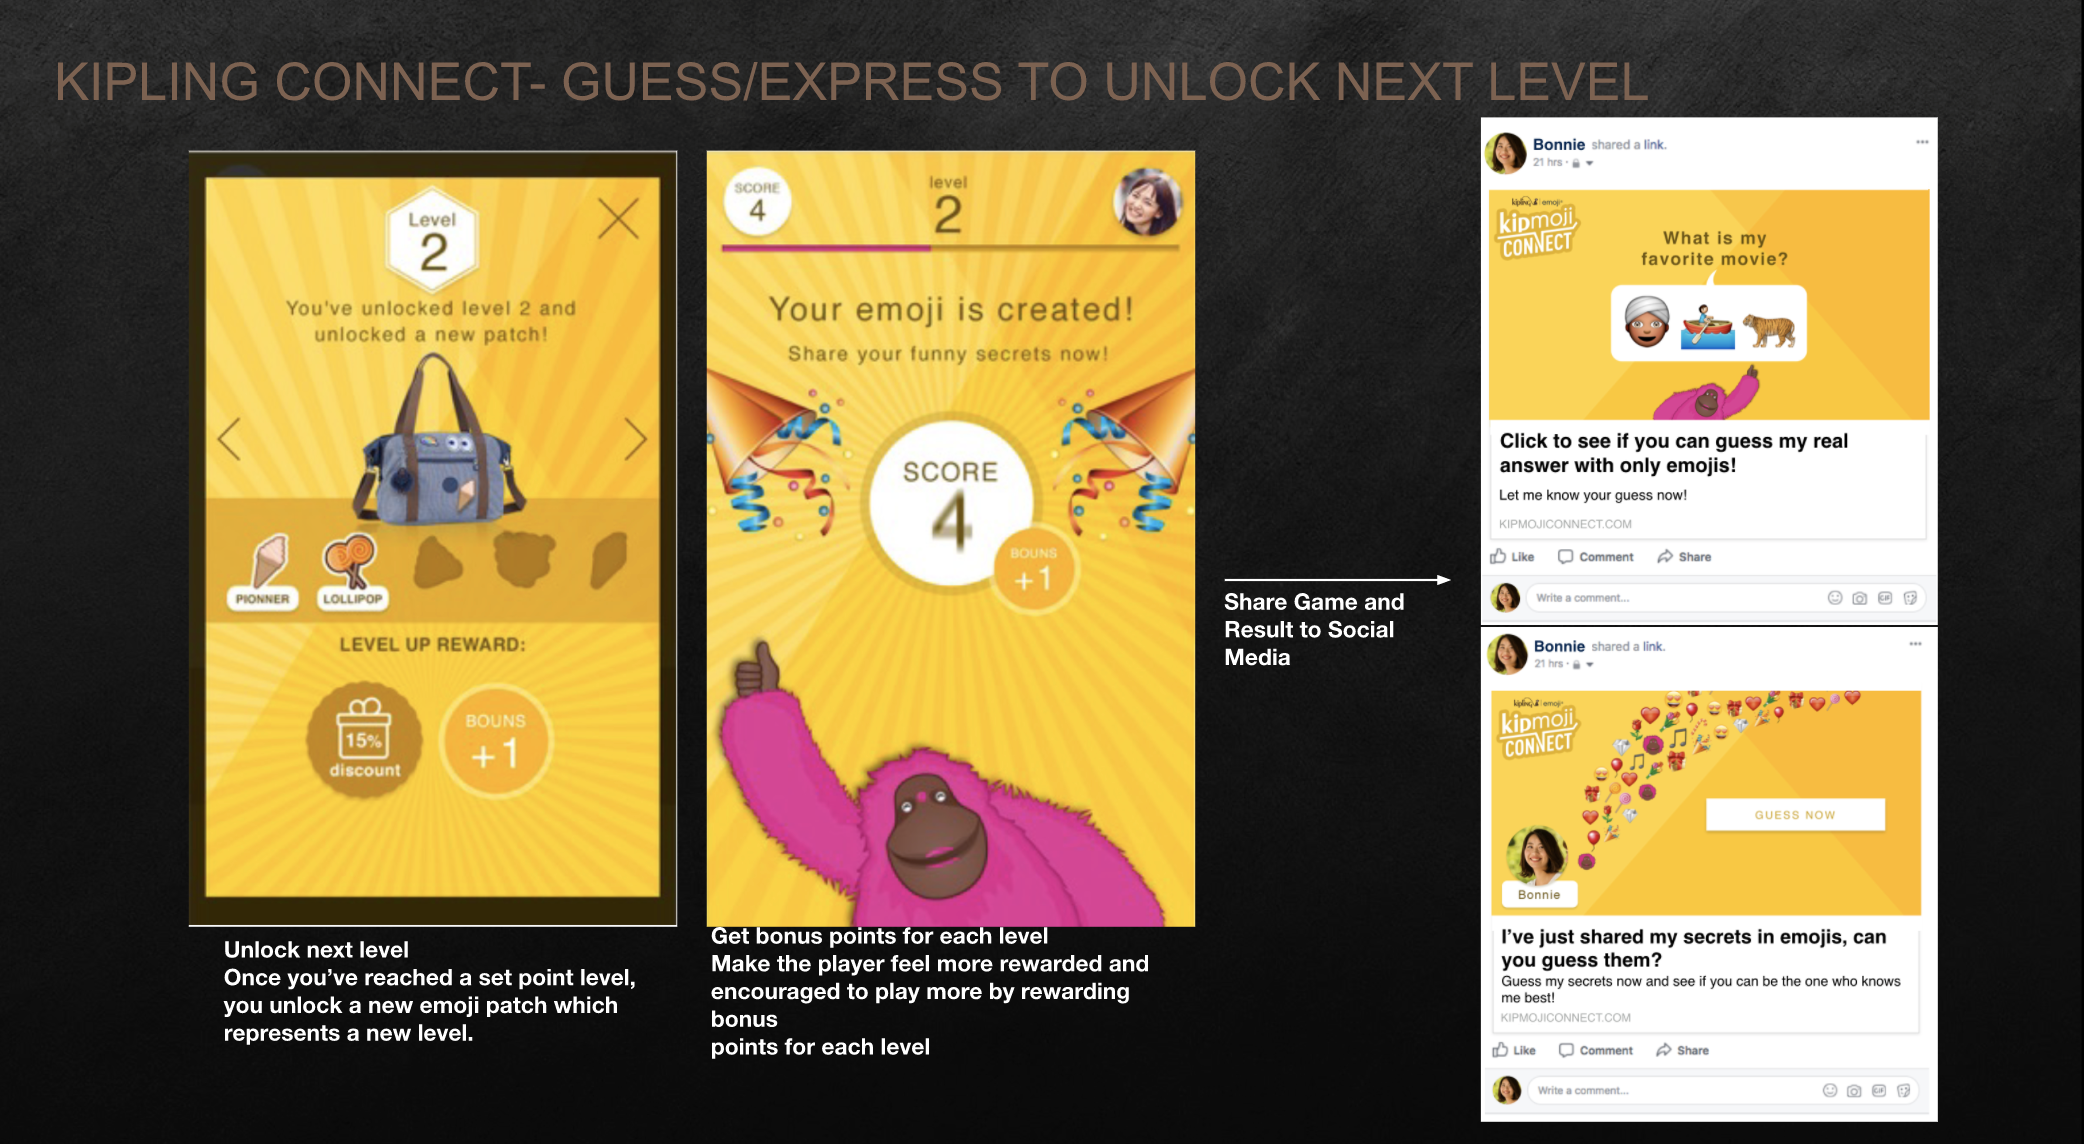 KIPLING CONNECT- GUESS/EXPRESS TO UNLOCK NEXT LEVEL
Level
2
You've unlocked level 2 and
unlocked a new patch!
PIONNER
LOLLIPOP
LEVEL UP REWARD:
15%
discount
BOUNS
+1
Unlock next level
Once you’ve reached a set point level,
you unlock a new emoji patch which
represents a new level.
SCORE
4
level
2
Your emoji is created!
Share your funny secrets now!
SCORE
4
BOUNS
+1
Get bonus points for each level
Make the player feel more rewarded and
encouraged to play more by rewarding
bonus
points for each level
Share Game and
Result to Social
Media
Bonnie shared a link.
21 hrs
kipling & emoji
kipmoji
CONNECT
What is my
favorite movie?
Click to see if you can guess my real
answer with only emojis!
Let me know your guess now!
KIPMOJICONNECT.COM
Like Comment Share
Write a comment...
GIF
Bonnie shared a link.
21 hrs
kipling & emoji
kipmoji
CONNECT
GUESS NOW
Bonnie
I’ve just shared my secrets in emojis, can
you guess them?
Guess my secrets now and see if you can be the one who knows
me best!
KIPMOJICONNECT.COM
Like Comment Share
Write a comment...
GIF